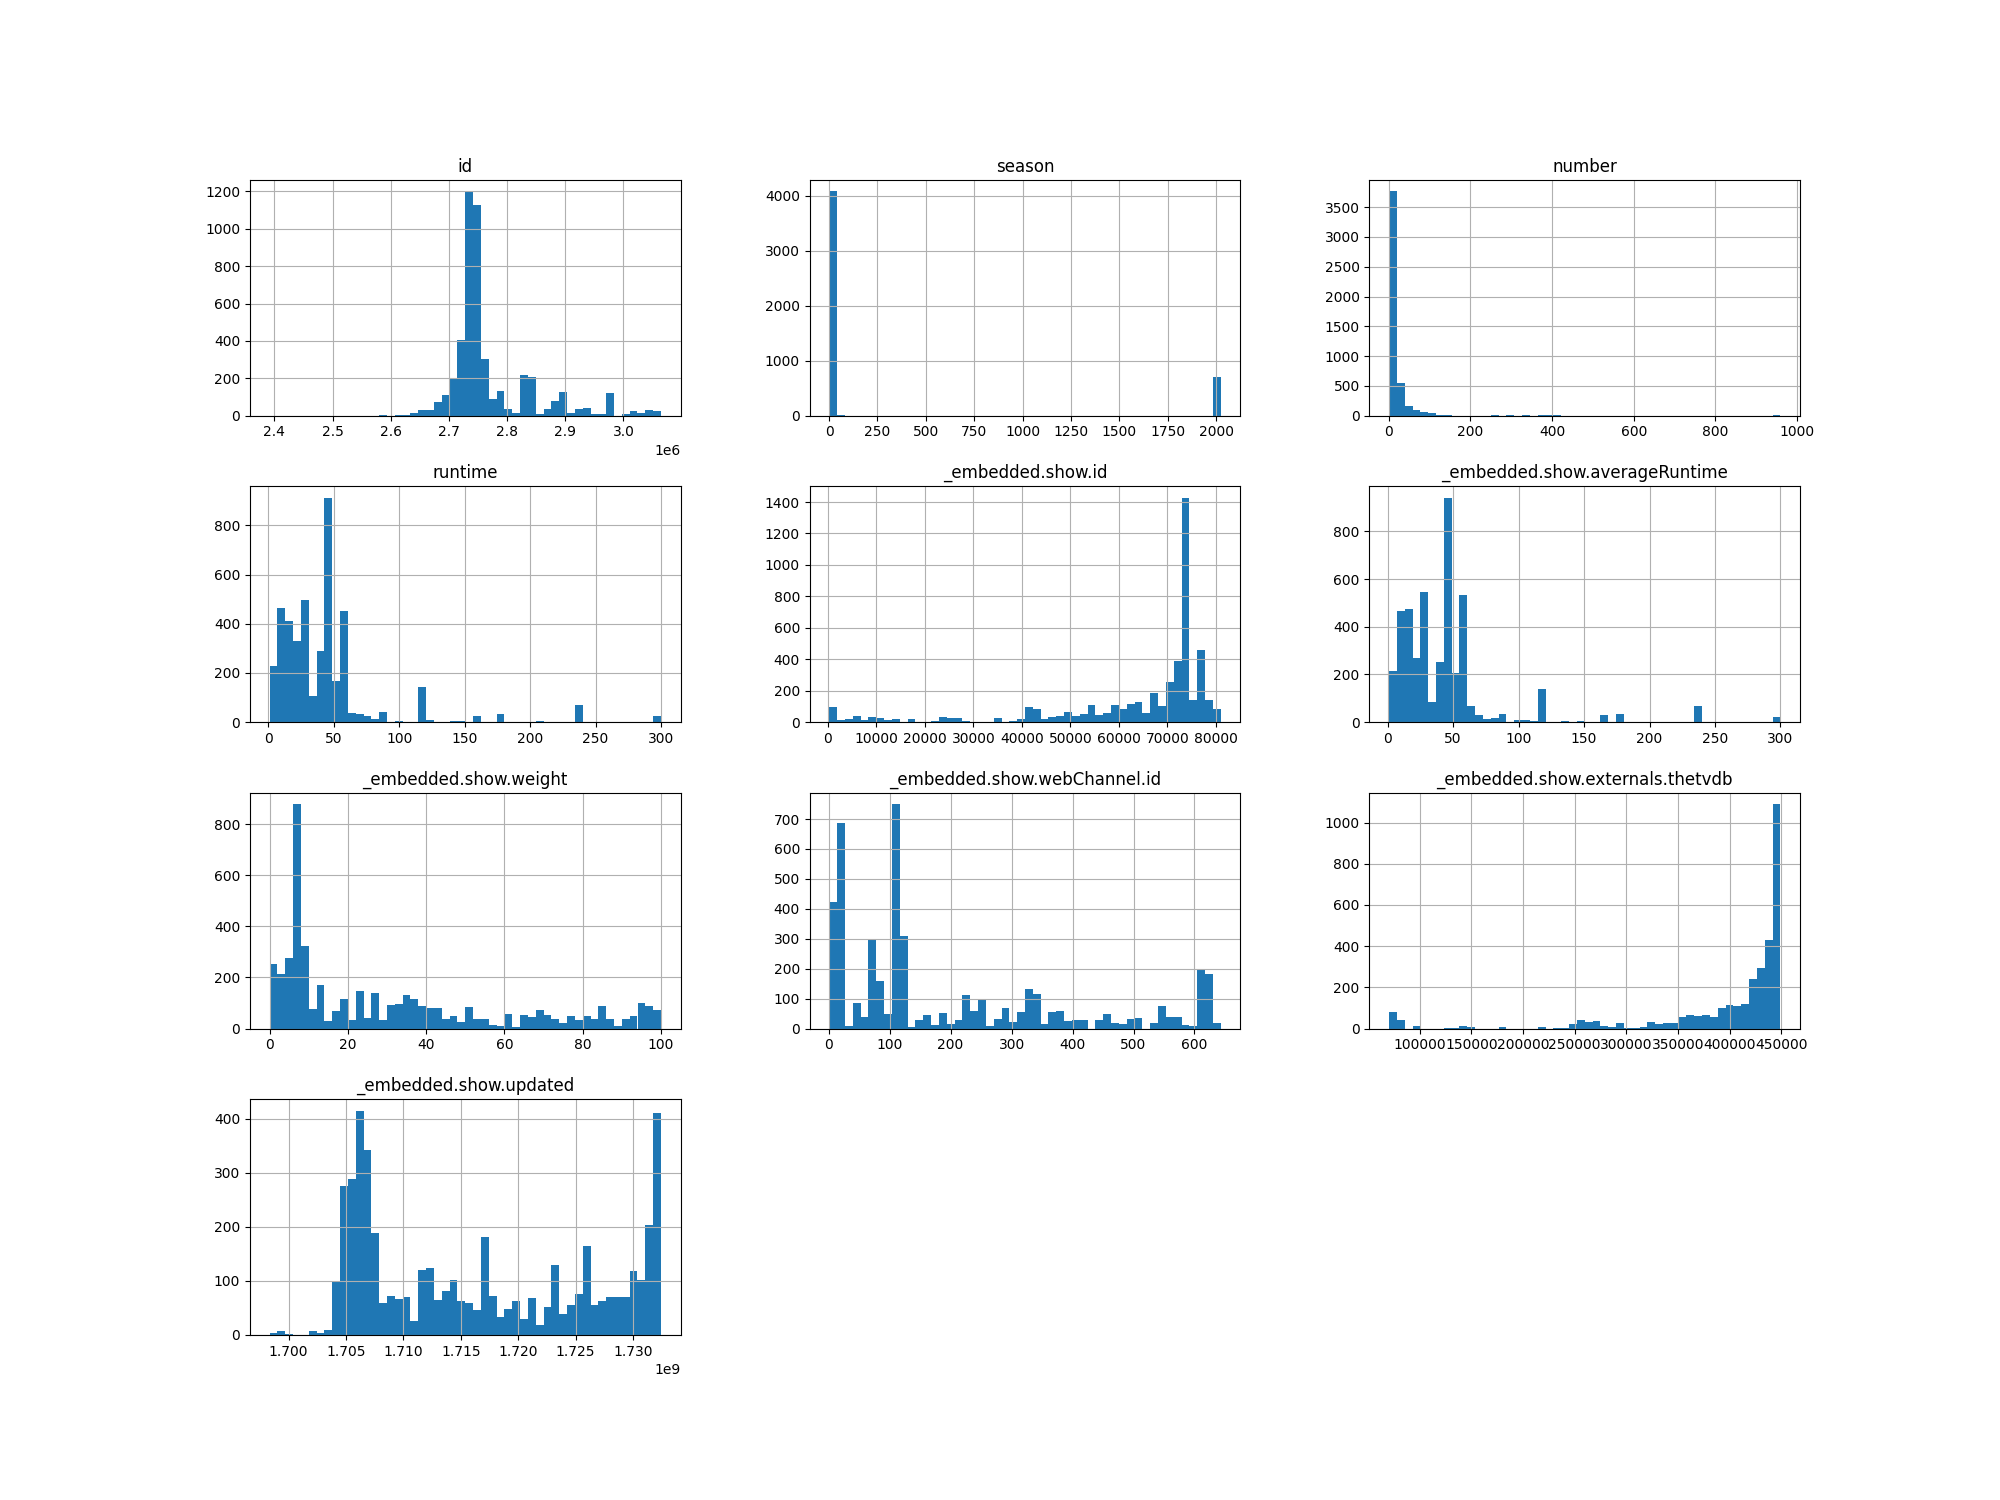 id
1200
1000
800
600
400
200
0
2.4 2.5 2.6 2.7 2.8 2.9 3.0
1e6
season
4000
3000
2000
1000
0
0 250 500 750 1000 1250 1500 1750 2000
number
3500
3000
2500
2000
1500
1000
500
0
0 200 400 600 800 1000
runtime
800
600
400
200
0
0 50 100 150 200 250 300
_embedded.show.id
1400
1200
1000
800
600
400
200
0
0 10000 20000 30000 40000 50000 60000 70000 80000
_embedded.show.averageRuntime
800
600
400
200
0
0 50 100 150 200 250 300
_embedded.show.weight
800
600
400
200
0
0 20 40 60 80 100
_embedded.show.webChannel.id
700
600
500
400
300
200
100
0
0 100 200 300 400 500 600
_embedded.show.externals.thetvdb
1000
800
600
400
200
0
100000 150000 200000 250000 300000 350000 400000 450000
_embedded.show.updated
400
300
200
100
0
1.700 1.705 1.710 1.715 1.720 1.725 1.730
1e9